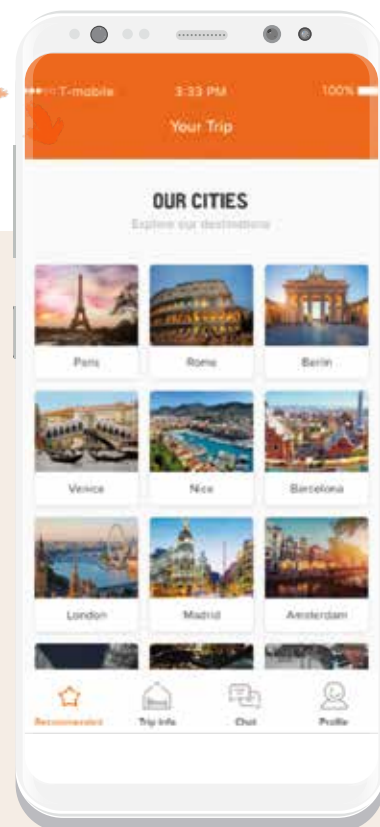 T-mobile 3:33 PM 100%
Your Trip
OUR CITIES
Explore our destinations
Paris Rome Berlin
Venice Nice Barcelona
London Madrid Amsterdam
Recommended Trip Info Chat Profile